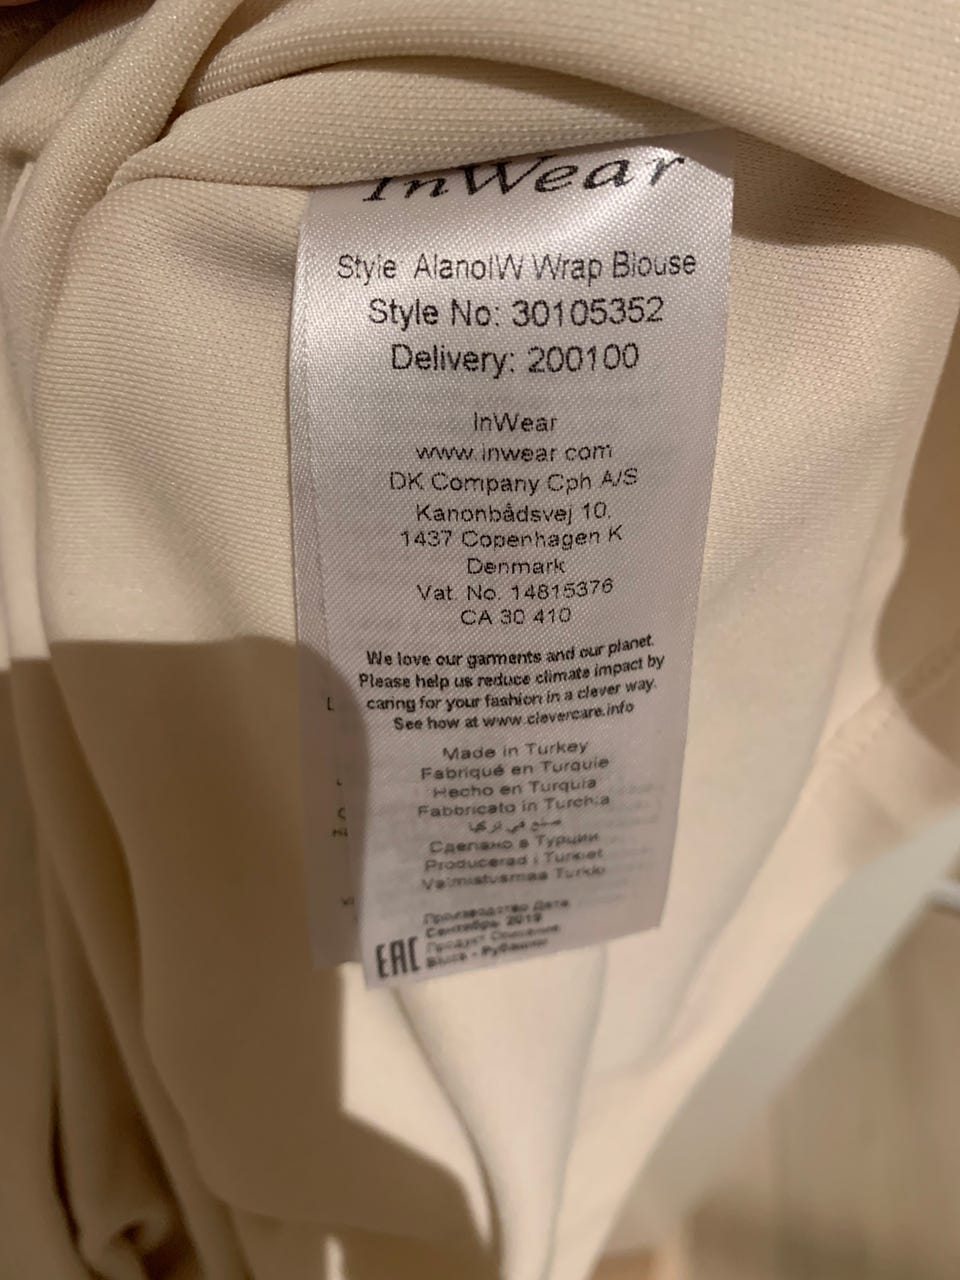 InWear
Style AlanoIW Wrap Blouse
Style No: 30105352
Delivery: 200100
InWear
www.inwear.com
DK Company Cph A/S
Kanonbådsvej 10,
1437 Copenhagen K
Denmark
Vat. No. 14815376
CA 30 410
We love our garments and our planet.
Please help us reduce climate impact by
caring for your fashion in a clever way.
See how at www.clevercare.info
Made in Turkey
Fabriqué en Turquie
Hecho en Turquia
Fabbricato in Turchia
صنع في تركيا
Сделано в Турции
Producerad i Turkiet
Valmistusmaa Turkki
Производство Дата
Сентябрь 2019
Продукт Описание
EAC